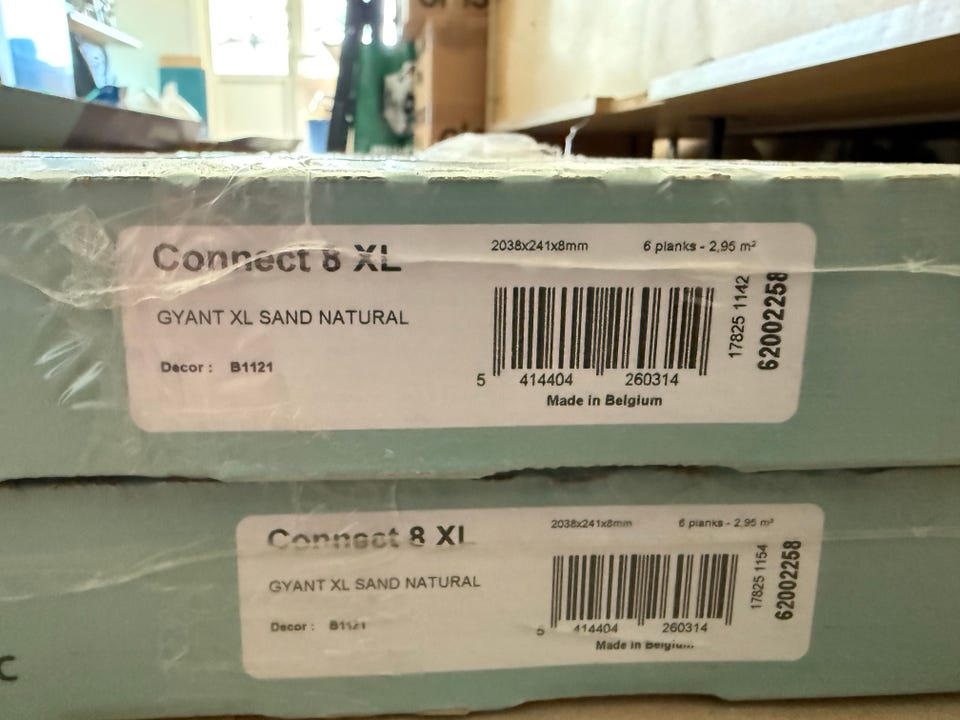 Connect 8 XL
2038x241x8mm
6 planks - 2,95 m²
GYANT XL SAND NATURAL
Decor : B1121
5 414404 260314
Made in Belgium
17825 1142
62002258
Connect 8 XL
2038x241x8mm
6 planks - 2,95 m²
GYANT XL SAND NATURAL
Decor : B1121
5 414404 260314
Made in Belgium
17825 1154
62002258
C